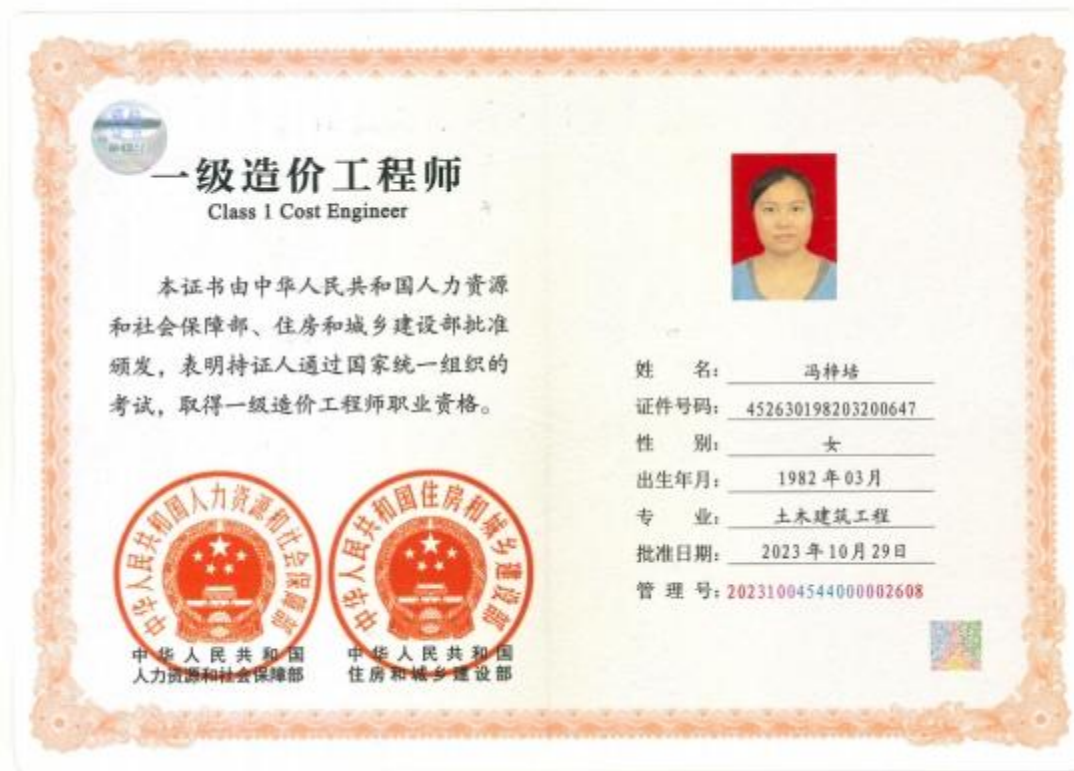 一级造价工程师
Class 1 Cost Engineer
本证书由中华人民共和国人力资源
和社会保障部、住房和城乡建设部批准
颁发，表明持证人通过国家统一组织的
考试，取得一级造价工程师职业资格。
中华人民共和国人力资源和社会保障部
中华人民共和国
人力资源和社会保障部
中华人民共和国住房和城乡建设部
中华人民共和国
住房和城乡建设部
姓 名：冯梓培
证件号码：452630198203200647
性 别：女
出生年月：1982年03月
专 业：土木建筑工程
批准日期：2023年10月29日
管 理 号：20231004544000002608